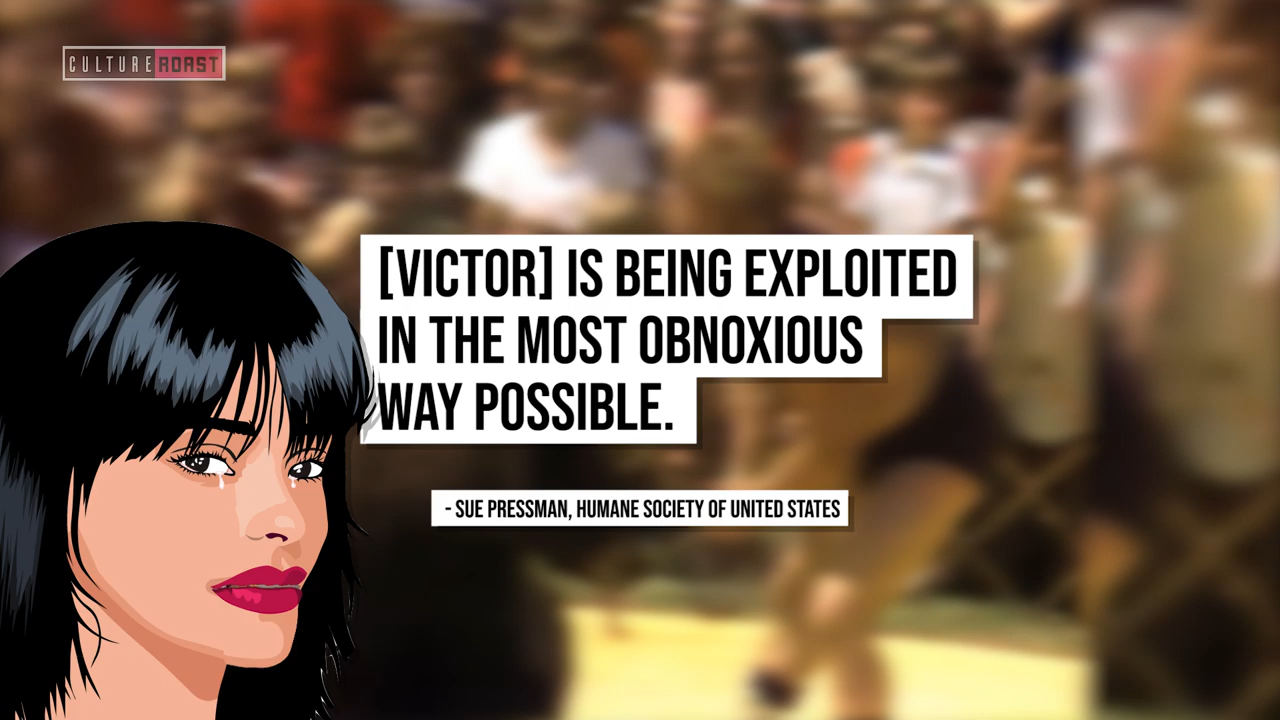 CULTURE ROAST
[VICTOR] IS BEING EXPLOITED
IN THE MOST OBNOXIOUS
WAY POSSIBLE.
- SUE PRESSMAN, HUMANE SOCIETY OF UNITED STATES